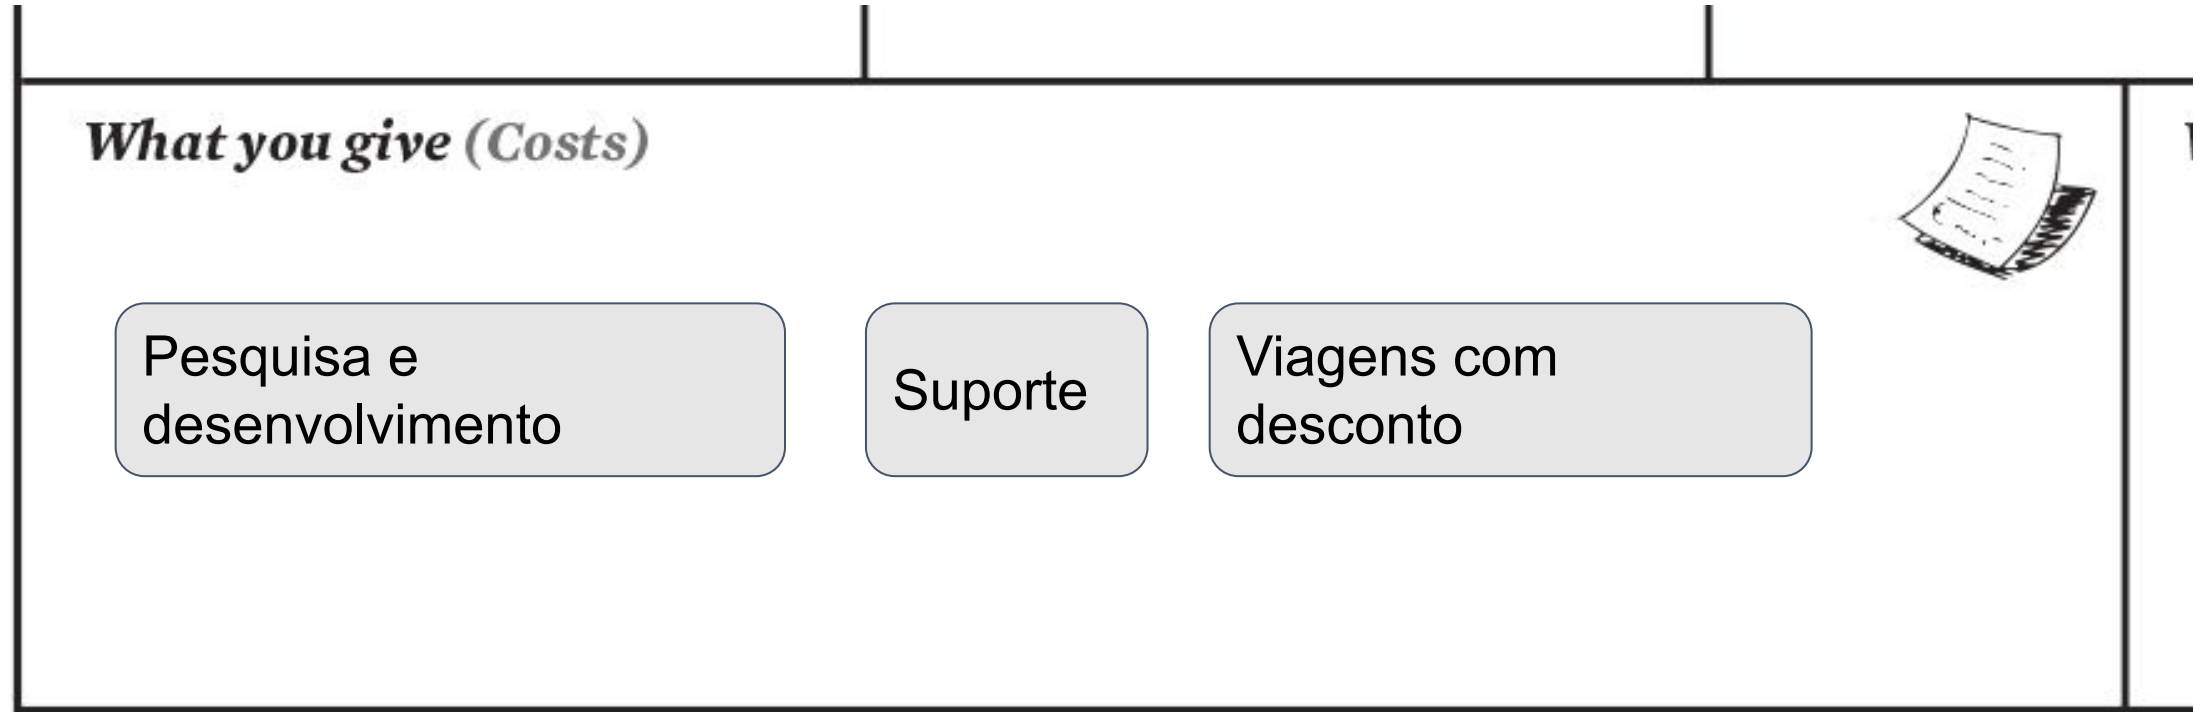 What you give (Costs)
Pesquisa e
desenvolvimento
Suporte
Viagens com
desconto